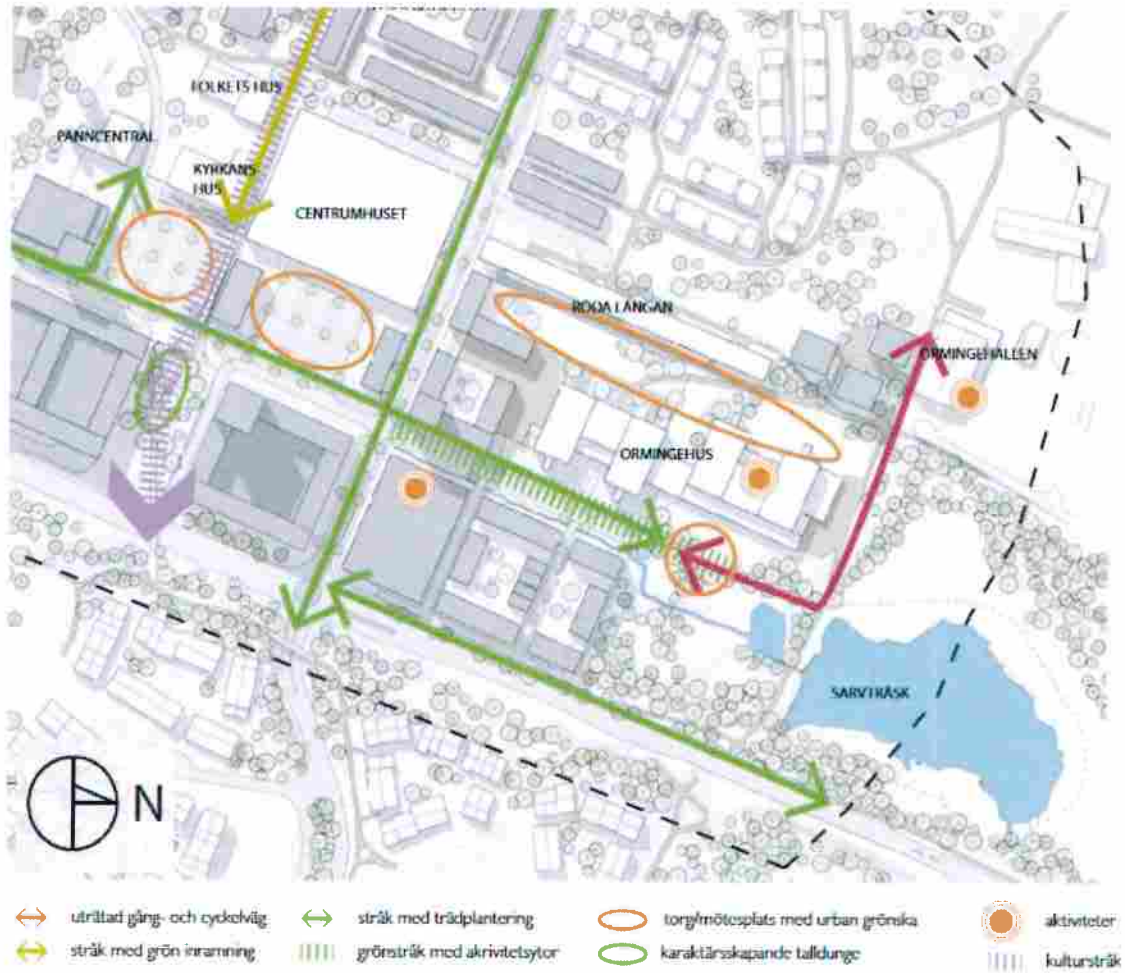 FOLKETS HUS
PANNCENTRAL
KYRKANS
HUS
CENTRUMHUSET
RÖDA LÄNGAN
ORMINGEHALLEN
ORMINGEHUS
SARVTRÄSK
N
uträtad gång- och cyckelväg
stråk med trädplantering
torg/mötesplats med urban grönska
aktiviteter
stråk med grön inramning
grönstråk med akrivitetsytor
karaktärsskapande talldunge
kulturstråk